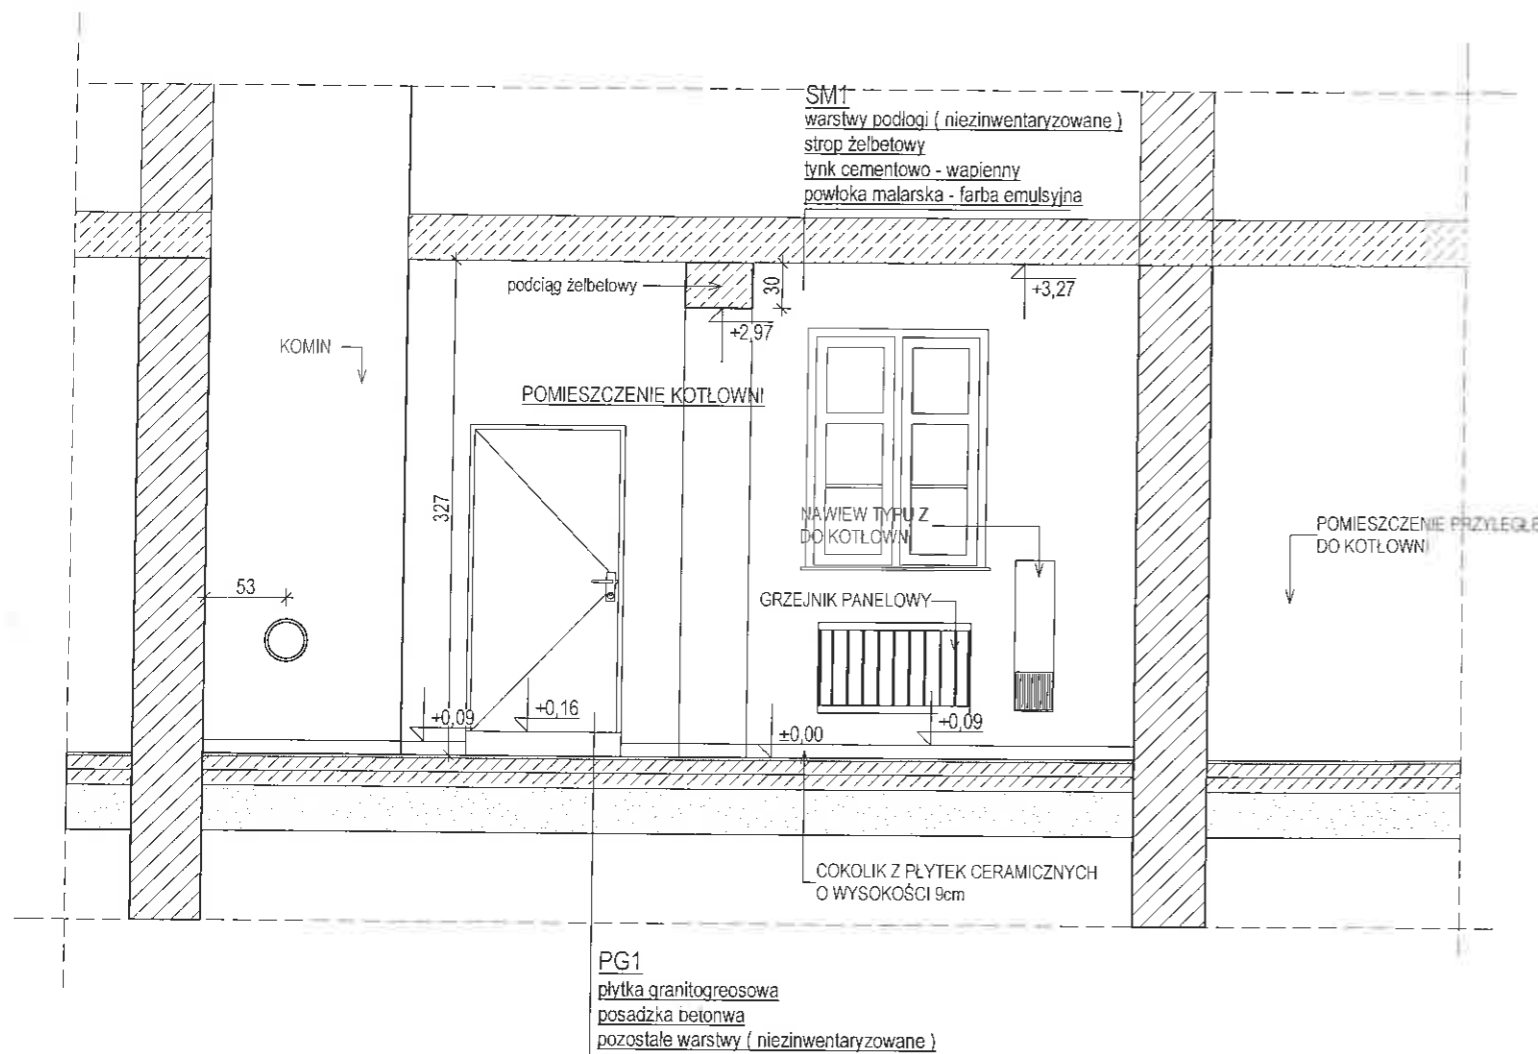 SM1
warstwy podłogi ( niezinwentaryzowane )
strop żelbetowy
tynk cementowo - wapienny
powłoka malarska - farba emulsyjna
podciąg żelbetowy
30
+3,27
+2,97
KOMIN
POMIESZCZENIE KOTŁOWNI
327
NAWIEW TYPU Z
DO KOTŁOWNI
POMIESZCZENIE PRZYLEGŁE
DO KOTŁOWNI
53
GRZEJNIK PANELOWY
+0,09
+0,16
±0,00
+0,09
COKOLIK Z PŁYTEK CERAMICZNYCH
O WYSOKOŚCI 9cm
PG1
płytka granitogreosowa
posadzka betonwa
pozostałe warstwy ( niezinwentaryzowane )